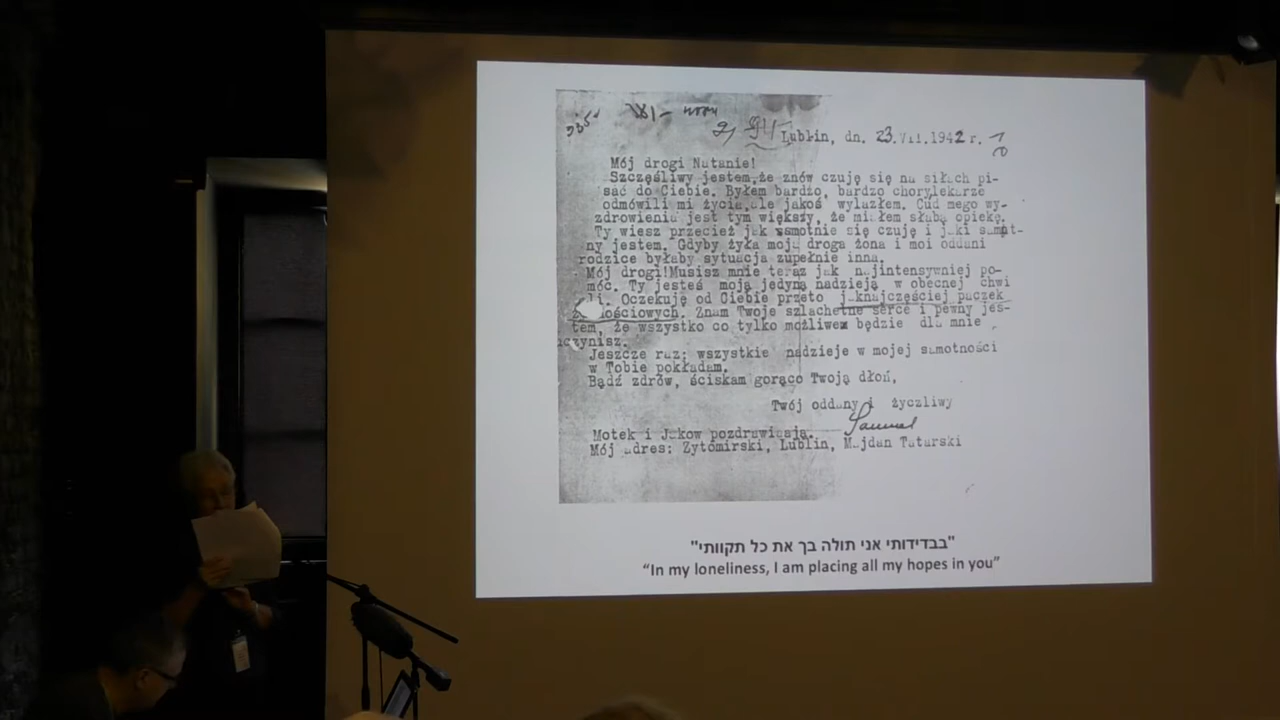 Lublin, dn. 23.VII.1942 r.
Mój drogi Natanie!
Szczęśliwy jestem,że znów czuję się na siłach pi-
sać do Ciebie. Byłem bardzo, bardzo chorylekarze
odmówili mi życia,ale jakoś wylazłem. Cud mego wy-
zdrowienia jest tym większy, że miałem słabą opiekę.
Ty wiesz przecież jak samotnie się czuję i jaki samot-
ny jestem. Gdyby żyła moja droga żona i moi oddani
rodzice byłaby sytuacja zupełnie inna.
Mój drogi!Musisz mnie teraz jak najintensywniej po-
móc. Ty jesteś moją jedyną nadzieją w obecnej chwi
li. Oczekuję od Ciebie przeto jaknajczęściej paczek
. Znam Twoje szlachetne serce i pewny jes-
tem, że wszystko co tylko możliwem będzie dla mnie
uczynisz.
Jeszcze raz; wszystkie nadzieje w mojej samotności
w Tobie pokładam.
Bądź zdrów, ściskam gorąco Twoją dłoń,
Twój oddany i życzliwy
Motek i Jakow pozdrawiają.
Mój adres: Zytomirski, Lublin, Majdan Tatarski
"בבדידותי אני תולה בך את כל תקוותי"
“In my loneliness, I am placing all my hopes in you”